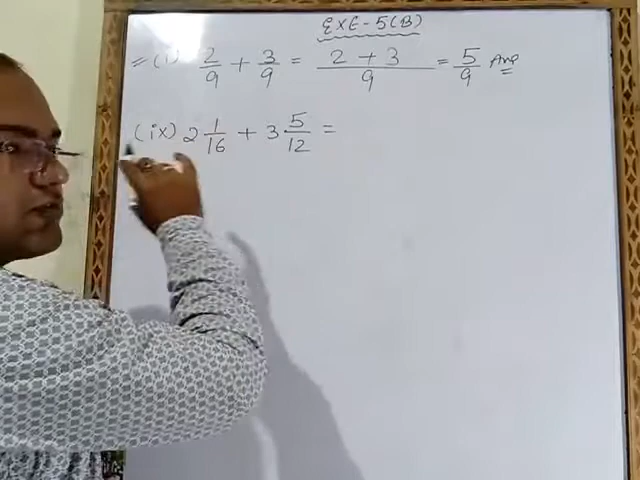 EXE-5(B)
⇒ (i) 2/9 + 3/9 = 2 + 3/9 = 5/9 Ans
(ix) 2 1/16 + 3 5/12 =